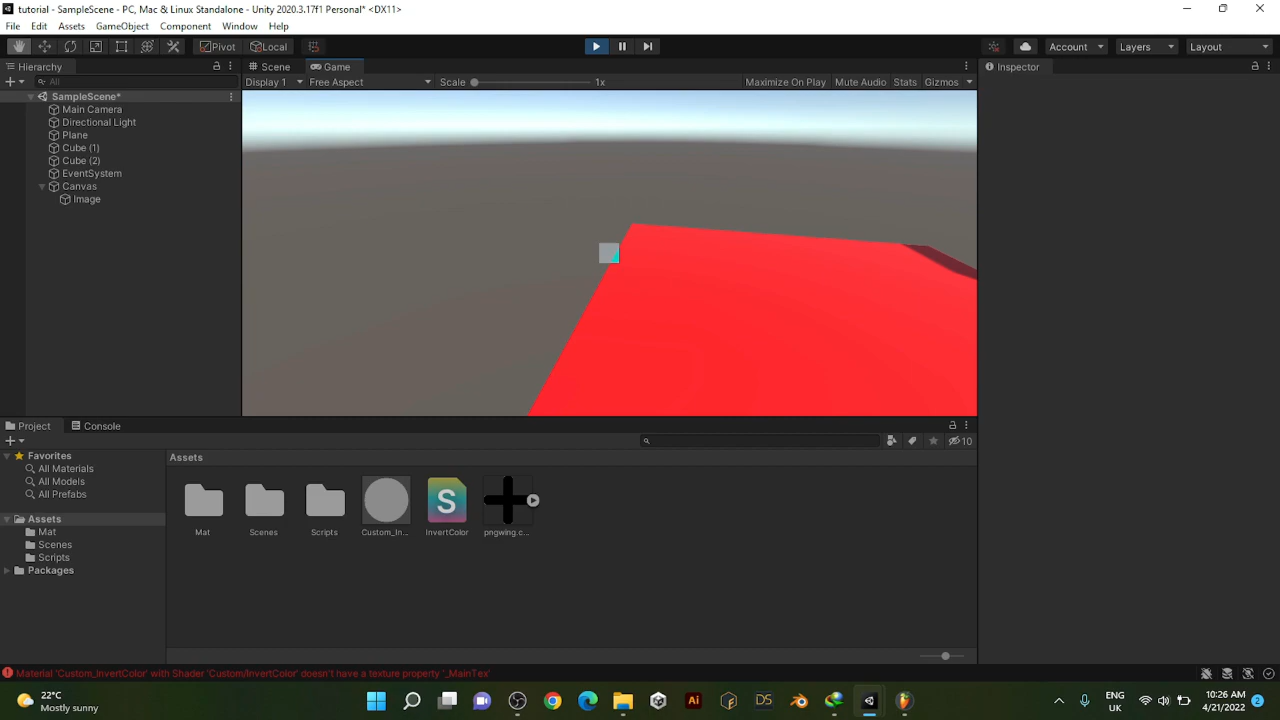 tutorial - SampleScene - PC, Mac & Linux Standalone - Unity 2020.3.17f1 Personal* <DX11>
File Edit Assets GameObject Component Window Help
Pivot Local Account Layers Layout
Hierarchy Scene Game Inspector
All Display 1 Free Aspect Scale 1x Maximize On Play Mute Audio Stats Gizmos
SampleScene*
Main Camera
Directional Light
Plane
Cube (1)
Cube (2)
EventSystem
Canvas
Image
Project Console
10
Favorites Assets
All Materials
All Models
All Prefabs
Assets
Mat
Scenes
Scripts
Packages
Mat Scenes Scripts Custom_In... InvertColor pngwing.c...
S
Material 'Custom_InvertColor' with Shader 'Custom/InvertColor' doesn't have a texture property '_MainTex'
22°C
Mostly sunny
Ai DS
ENG
UK
10:26 AM
4/21/2022
2